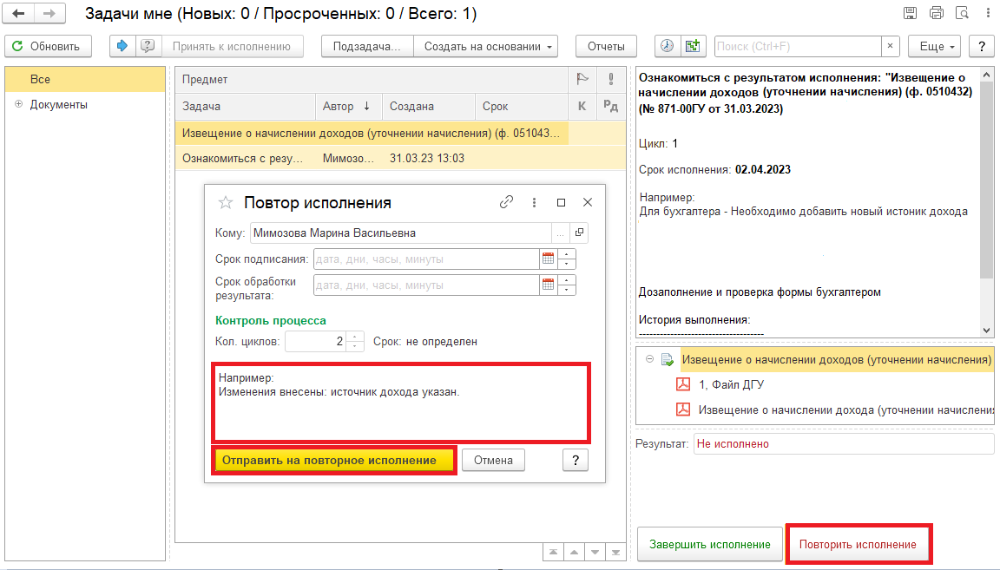 Задачи мне (Новых: 0 / Просроченных: 0 / Всего: 1)
Обновить
Принять к исполнению
Подзадача...
Создать на основании
Отчеты
Поиск (Ctrl+F)
×
Еще
?
Все
Документы
Предмет
Задача
Автор ↓
Создана
Срок
К
Рд
Извещение о начислении доходов (уточнении начисления) (ф. 051043...
Ознакомиться с резу...
Мимозо...
31.03.23 13:03
Повтор исполнения
Кому:
Мимозова Марина Васильевна
...
Срок подписания:
дата, дни, часы, минуты
Срок обработки
результата:
дата, дни, часы, минуты
Контроль процесса
Кол. циклов:
2
Срок: не определен
Например:
Изменения внесены: источник дохода указан.
Отправить на повторное исполнение
Отмена
?
Ознакомиться с результатом исполнения: "Извещение о
начислении доходов (уточнении начисления) (ф. 0510432)
(№ 871-00ГУ от 31.03.2023)
Цикл: 1
Срок исполнения: 02.04.2023
Например:
Для бухгалтера - Необходимо добавить новый истоник дохода
Дозаполнение и проверка формы бухгалтером
История выполнения:
------------------------------------
Извещение о начислении доходов (уточнении начисления)
1, Файл ДГУ
Извещение о начислении дохода (уточнении начислени
Результат:
Не исполнено
Завершить исполнение
Повторить исполнение